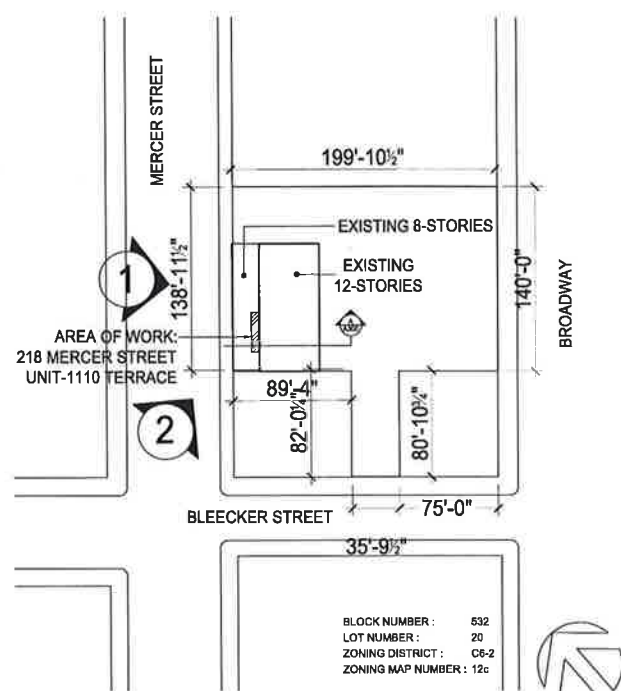 MERCER STREET
199'-10½"
EXISTING 8-STORIES
EXISTING
12-STORIES
138'-11½"
140'-0"
BROADWAY
1
AREA OF WORK:
218 MERCER STREET
UNIT-1110 TERRACE
2
89'-4"
82'-0¼"
80'-10¾"
75'-0"
BLEECKER STREET
35'-9½"
BLOCK NUMBER : 532
LOT NUMBER : 20
ZONING DISTRICT : C6-2
ZONING MAP NUMBER : 12c